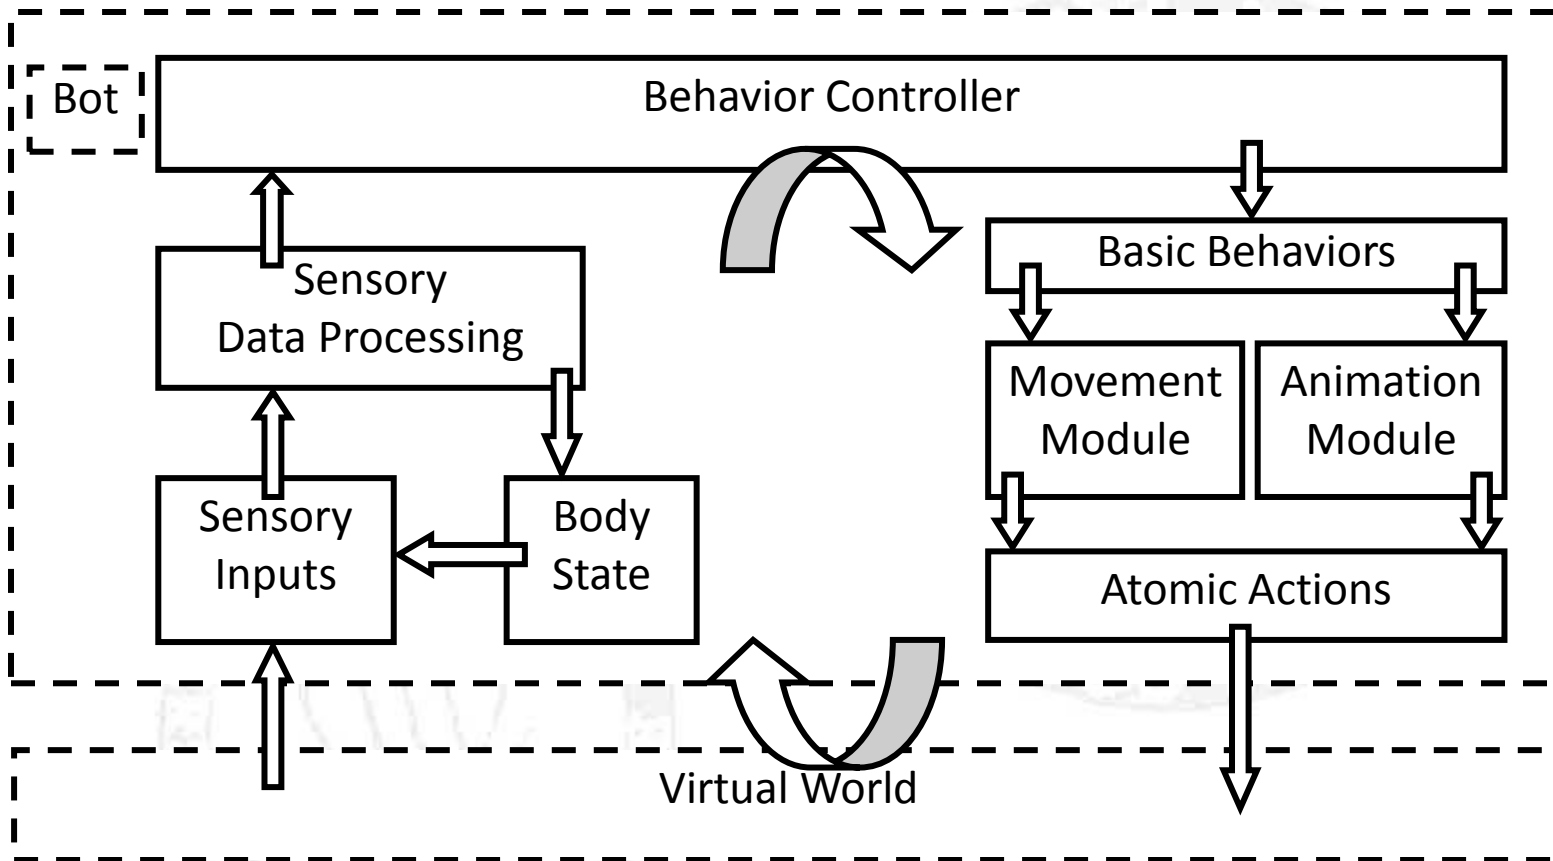 Bot
Behavior Controller
Sensory
Data Processing
Basic Behaviors
Movement
Module
Animation
Module
Sensory
Inputs
Body
State
Atomic Actions
Virtual World